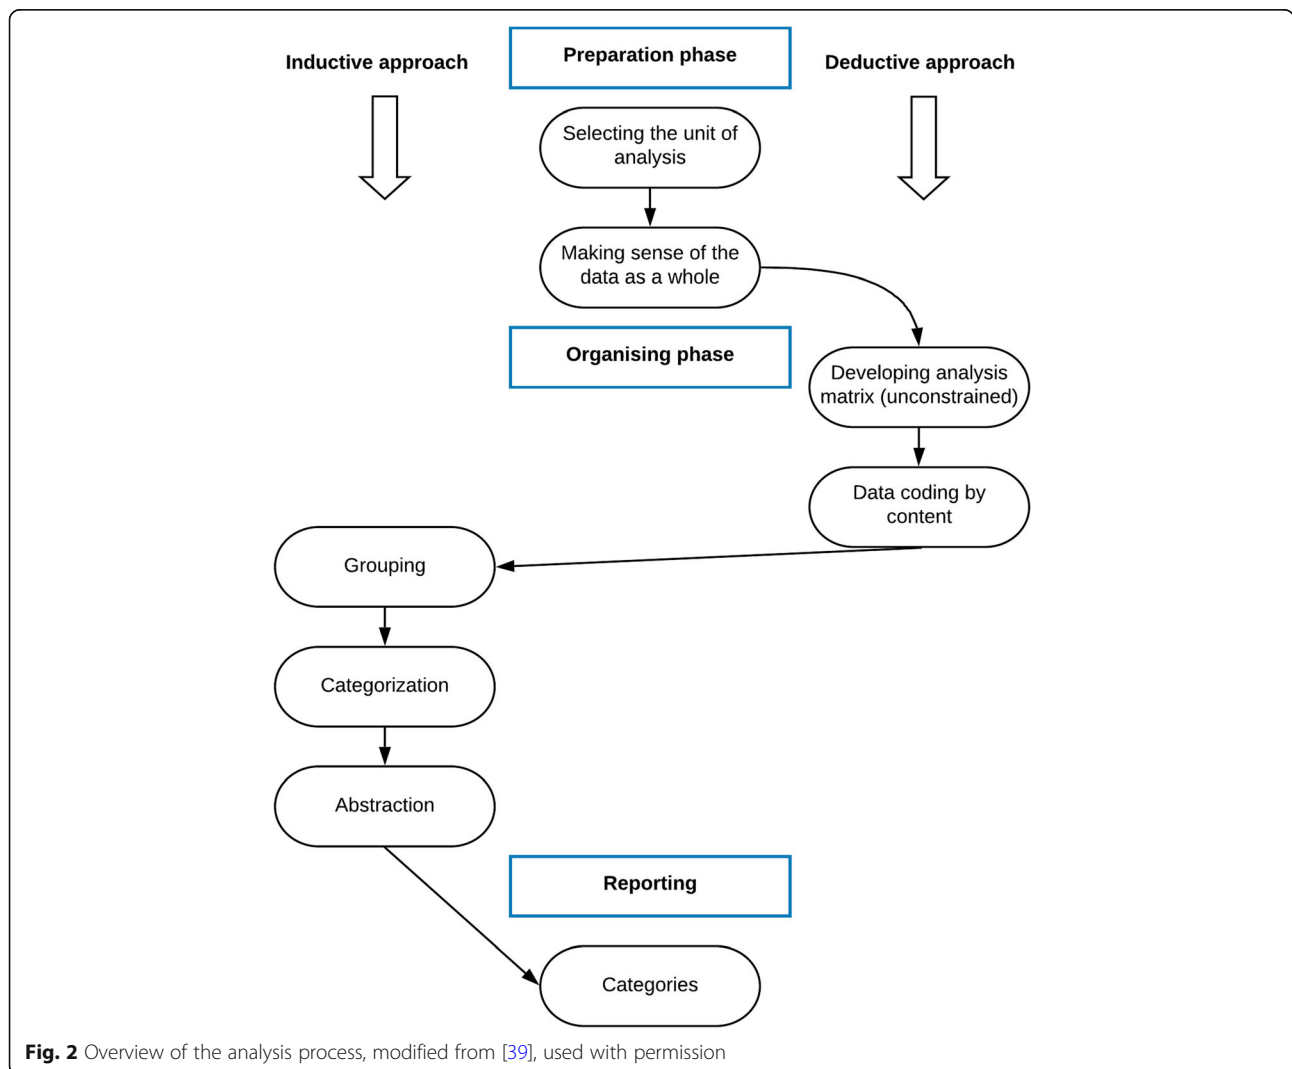 Inductive approach
Preparation phase
Deductive approach
Selecting the unit of
analysis
Making sense of the
data as a whole
Organising phase
Developing analysis
matrix (unconstrained)
Data coding by
content
Grouping
Categorization
Abstraction
Reporting
Categories
Fig. 2 Overview of the analysis process, modified from [39], used with permission